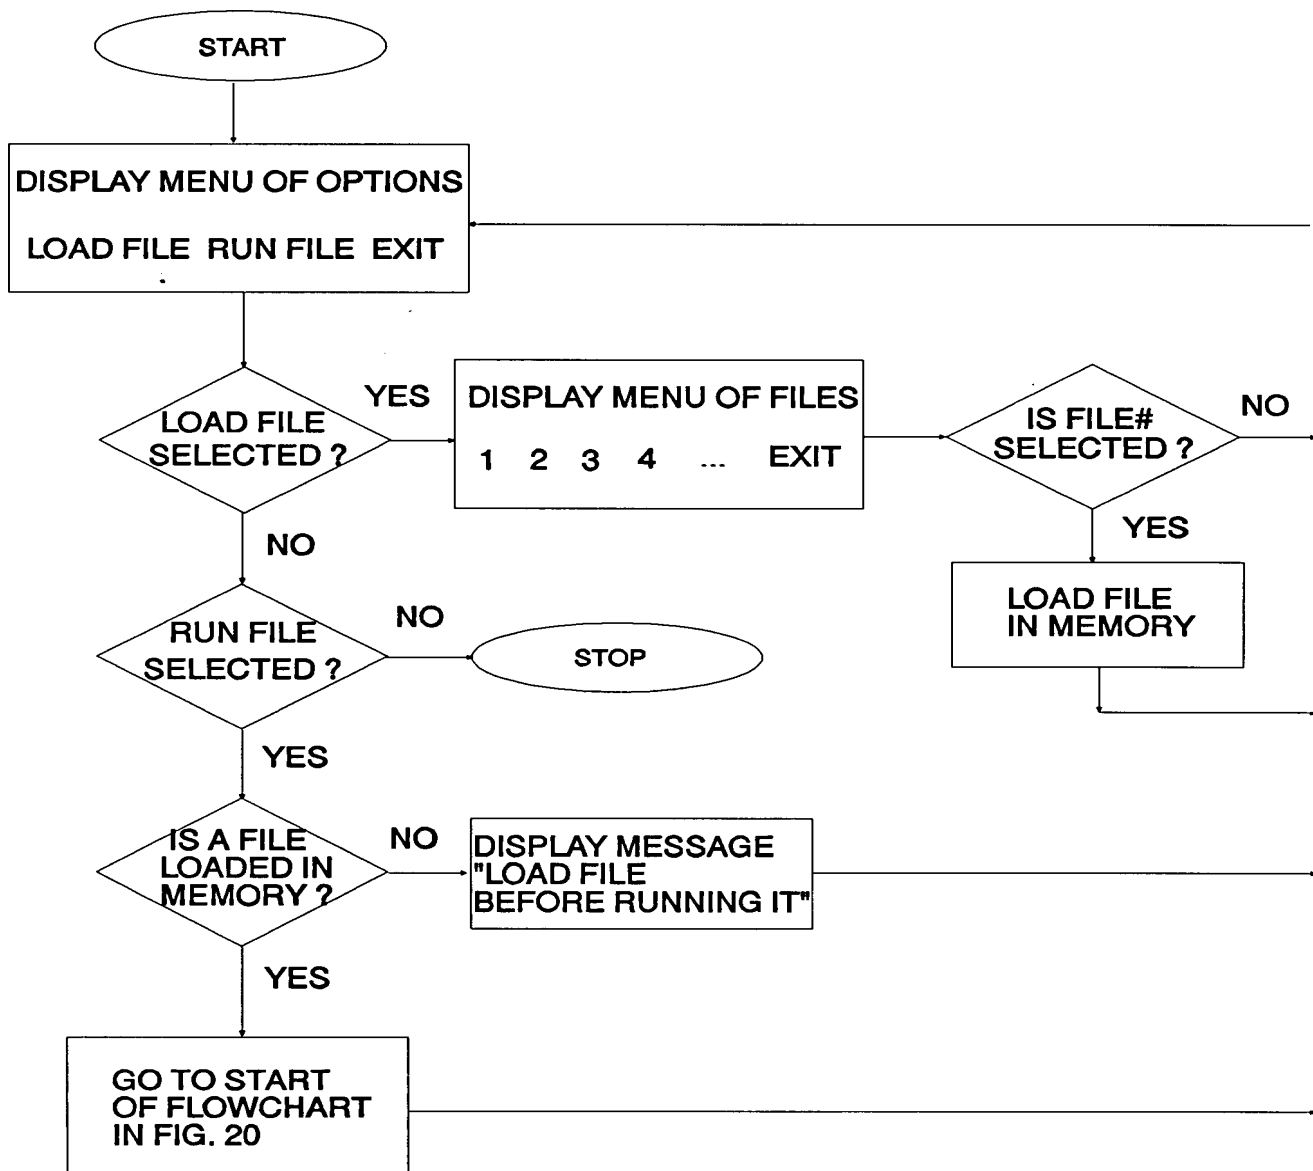 START
DISPLAY MENU OF OPTIONS
LOAD FILE RUN FILE EXIT
LOAD FILE
SELECTED ?
YES
DISPLAY MENU OF FILES
1 2 3 4 ... EXIT
IS FILE#
SELECTED ?
NO
YES
LOAD FILE
IN MEMORY
NO
RUN FILE
SELECTED ?
NO
STOP
YES
IS A FILE
LOADED IN
MEMORY ?
NO
DISPLAY MESSAGE
"LOAD FILE
BEFORE RUNNING IT"
YES
GO TO START
OF FLOWCHART
IN FIG. 20